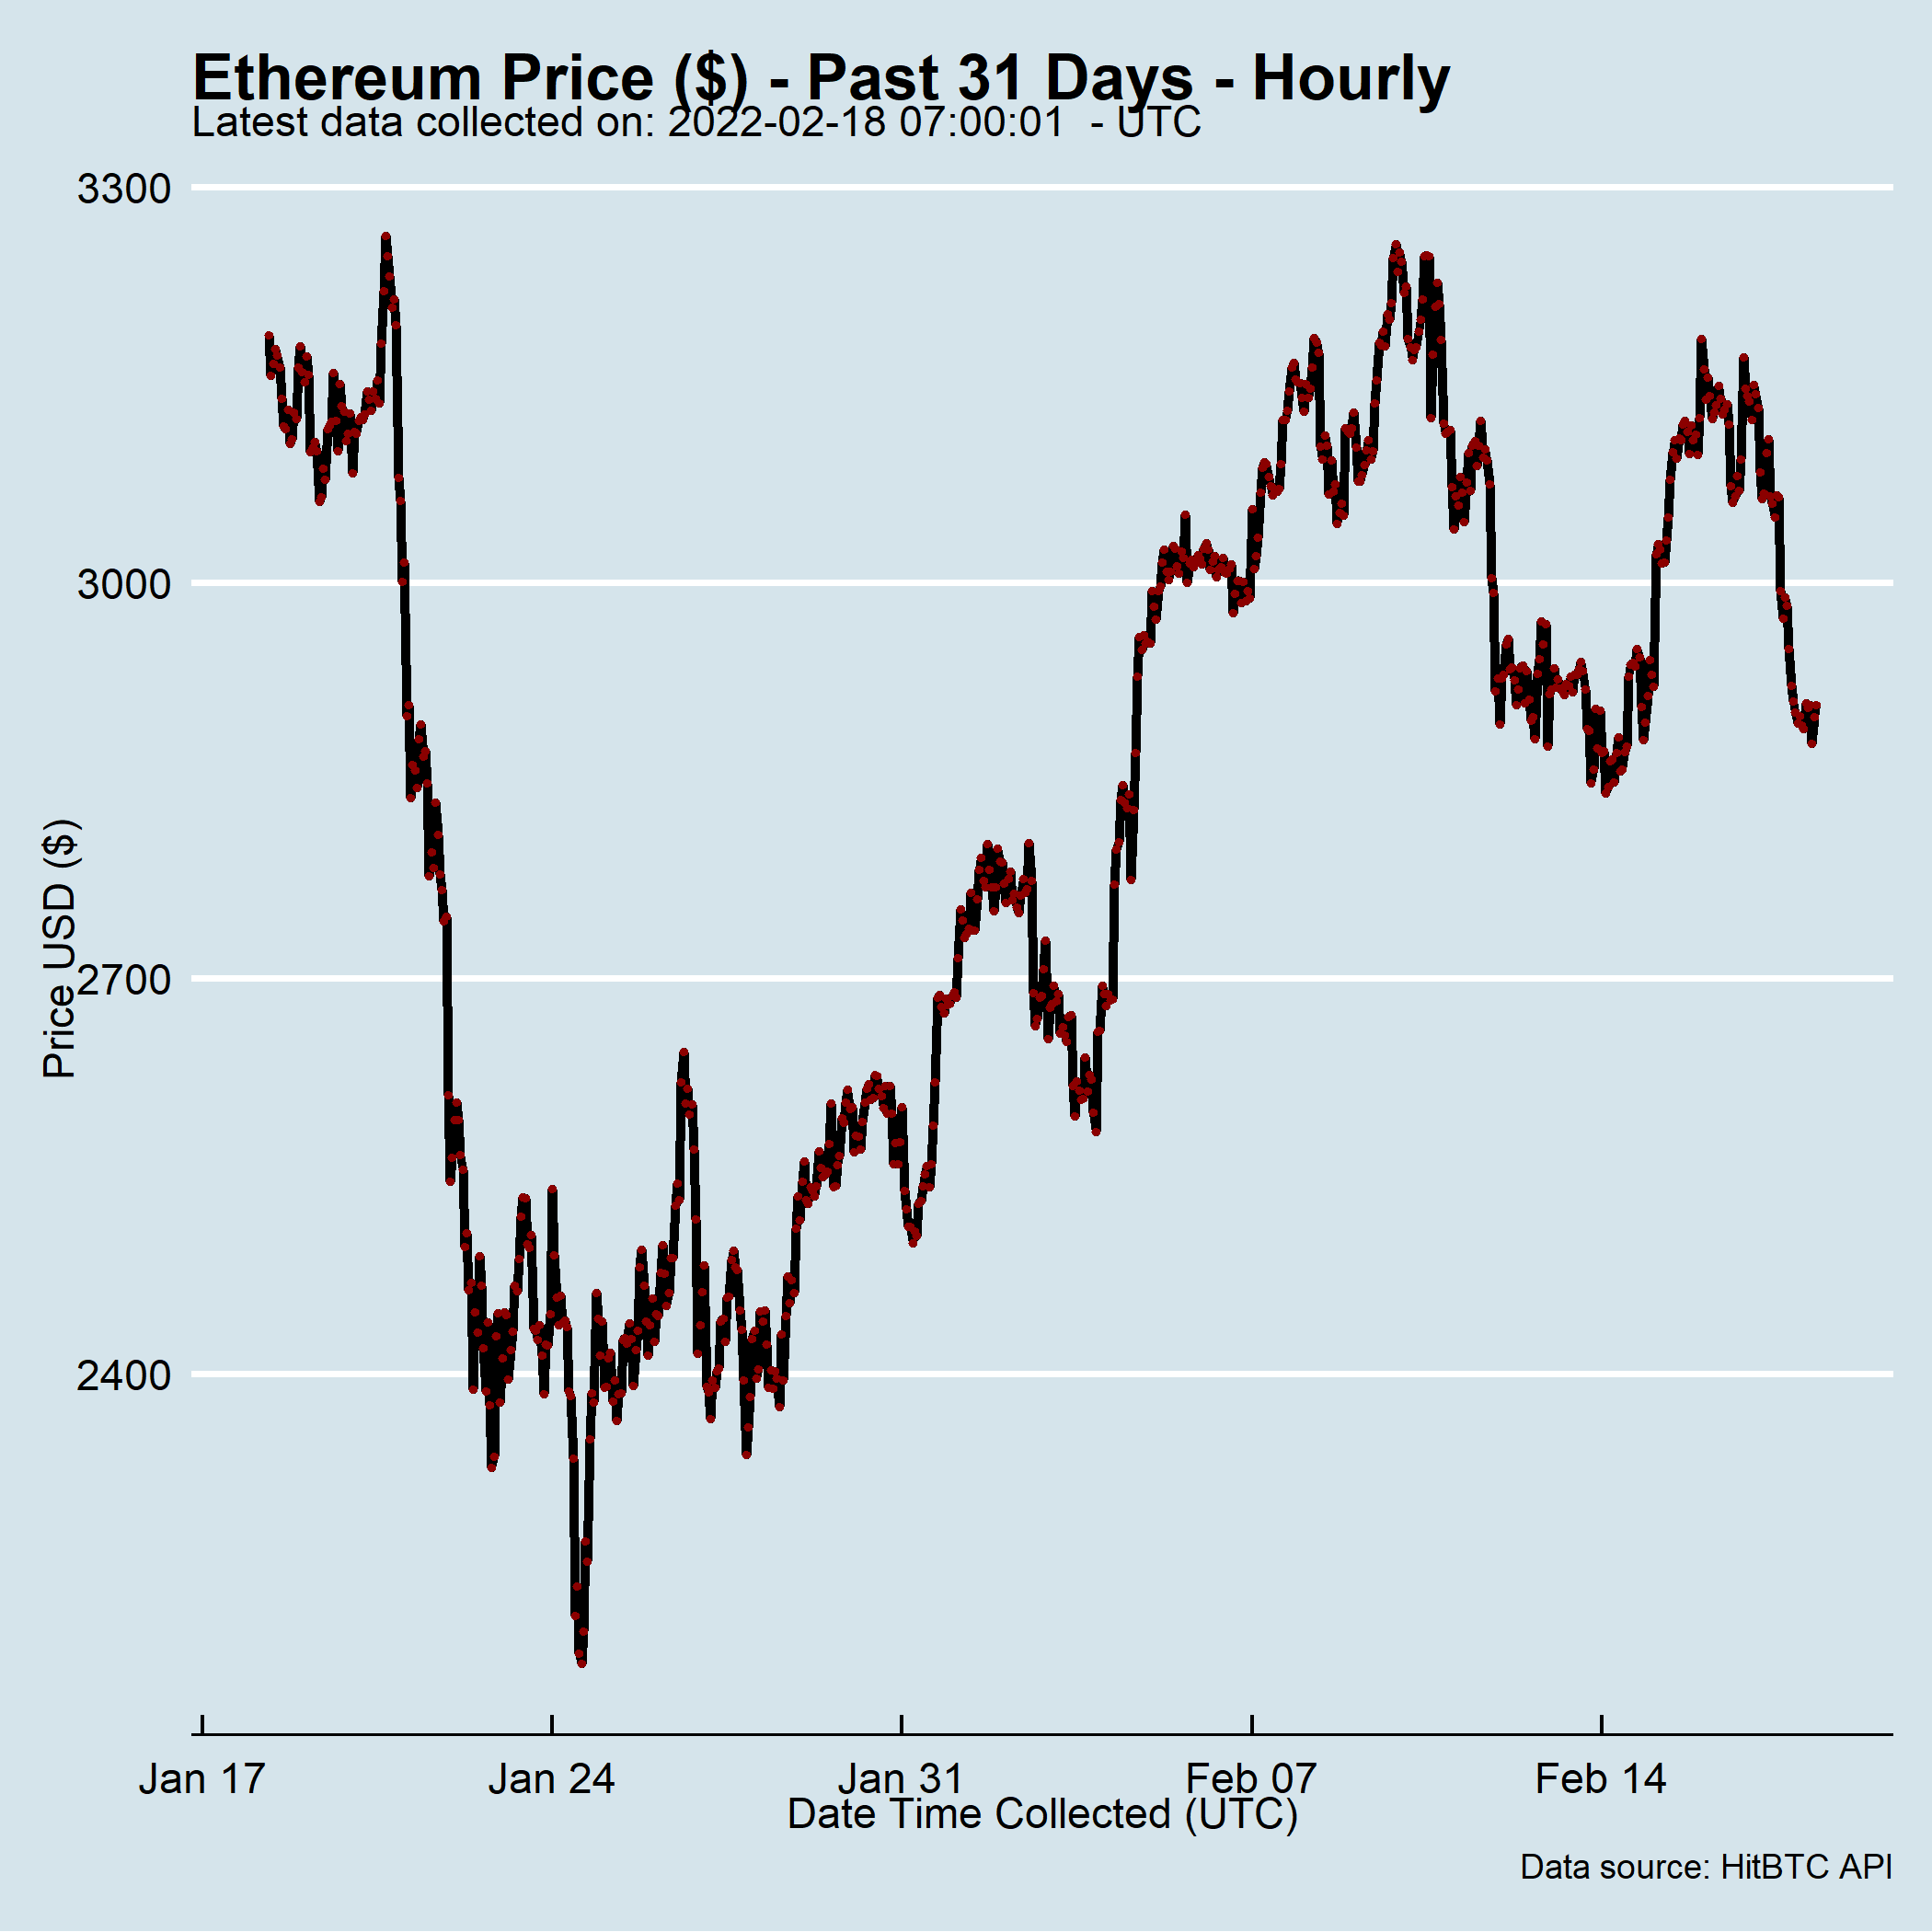 Ethereum Price ($) - Past 31 Days - Hourly
Latest data collected on: 2022-02-18 07:00:01  - UTC
3300
3000
2700
2400
Price USD ($)
Jan 17
Jan 24
Jan 31
Feb 07
Feb 14
Date Time Collected (UTC)
Data source: HitBTC API